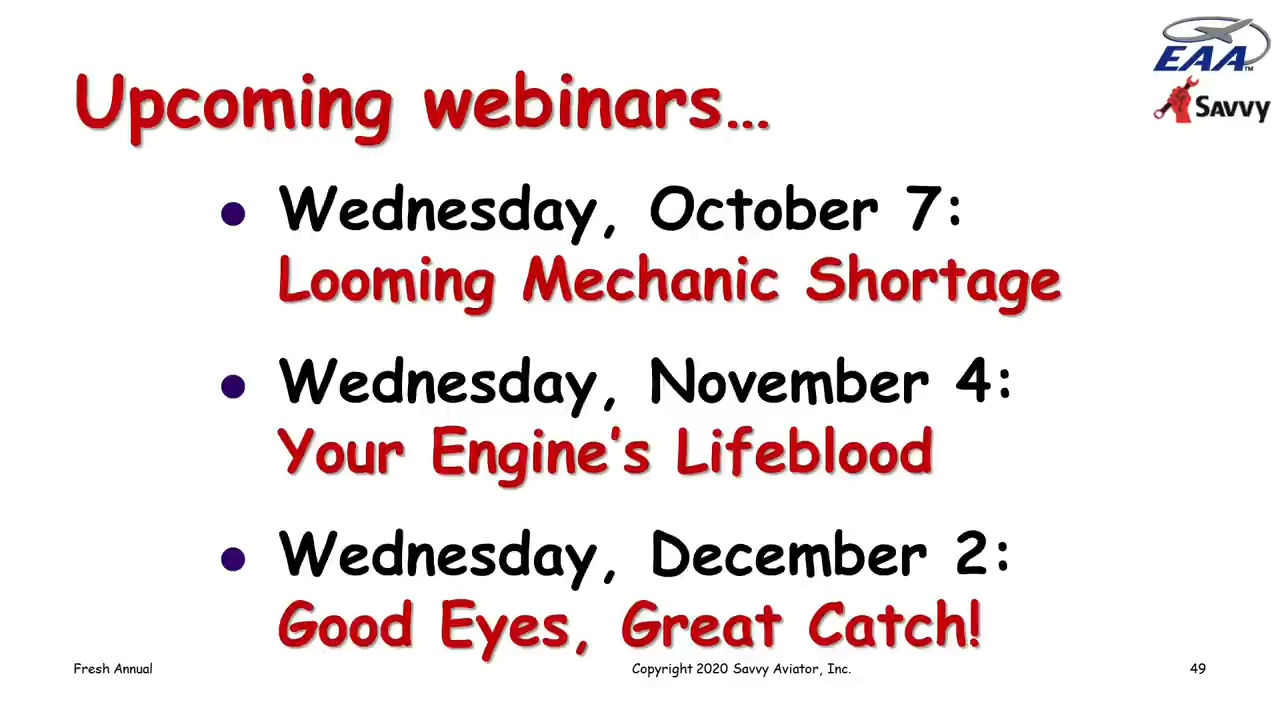 EAA™
Savvy
Upcoming webinars...
Wednesday, October 7:
Looming Mechanic Shortage
Wednesday, November 4:
Your Engine's Lifeblood
Wednesday, December 2:
Good Eyes, Great Catch!
Fresh Annual
Copyright 2020 Savvy Aviator, Inc.
49